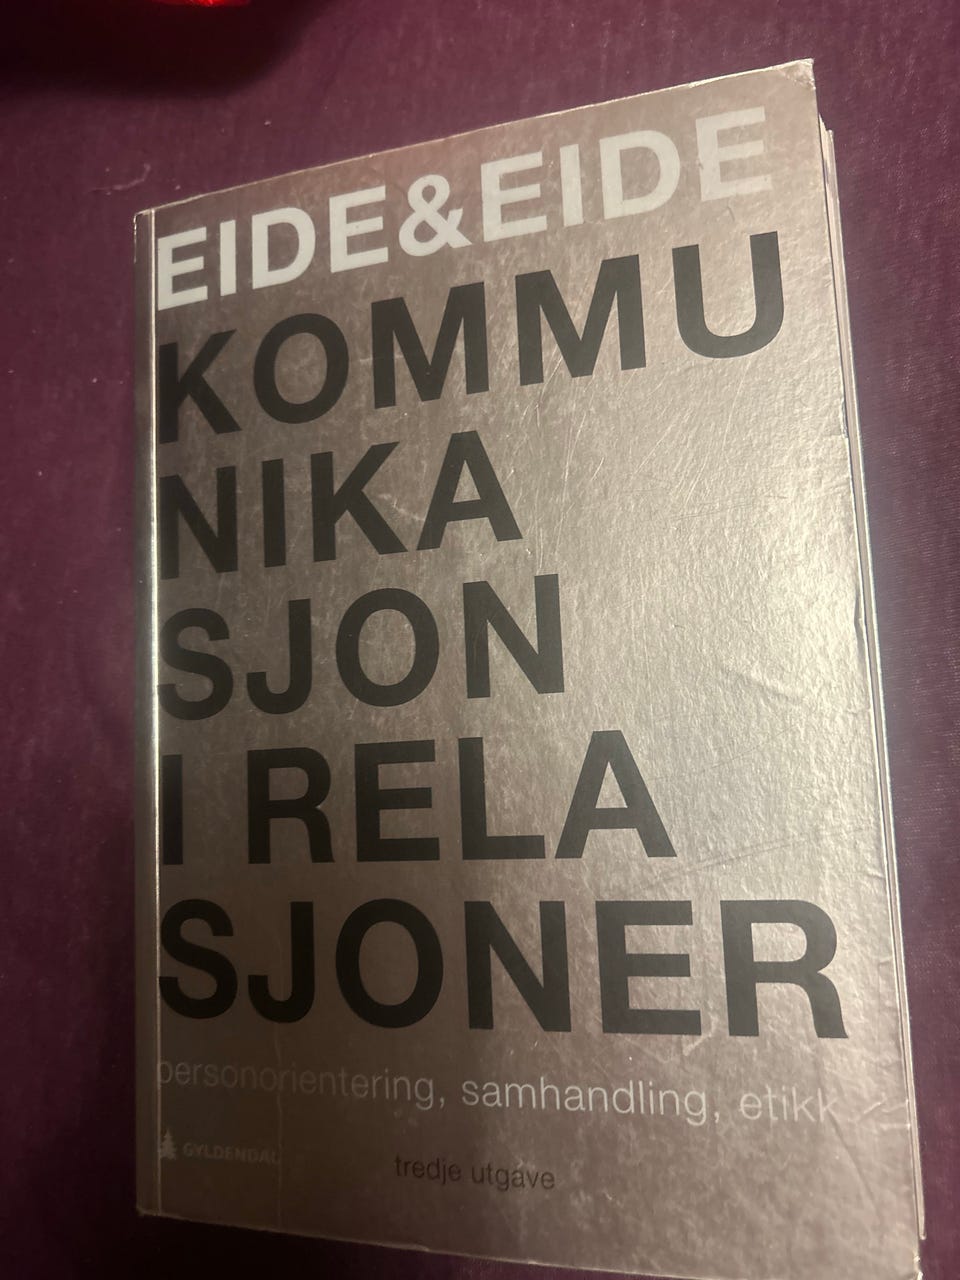 EIDE&EIDE
KOMMU
NIKA
SJON
I RELA
SJONER
personorientering, samhandling, etikk
GYLDENDAL
tredje utgave